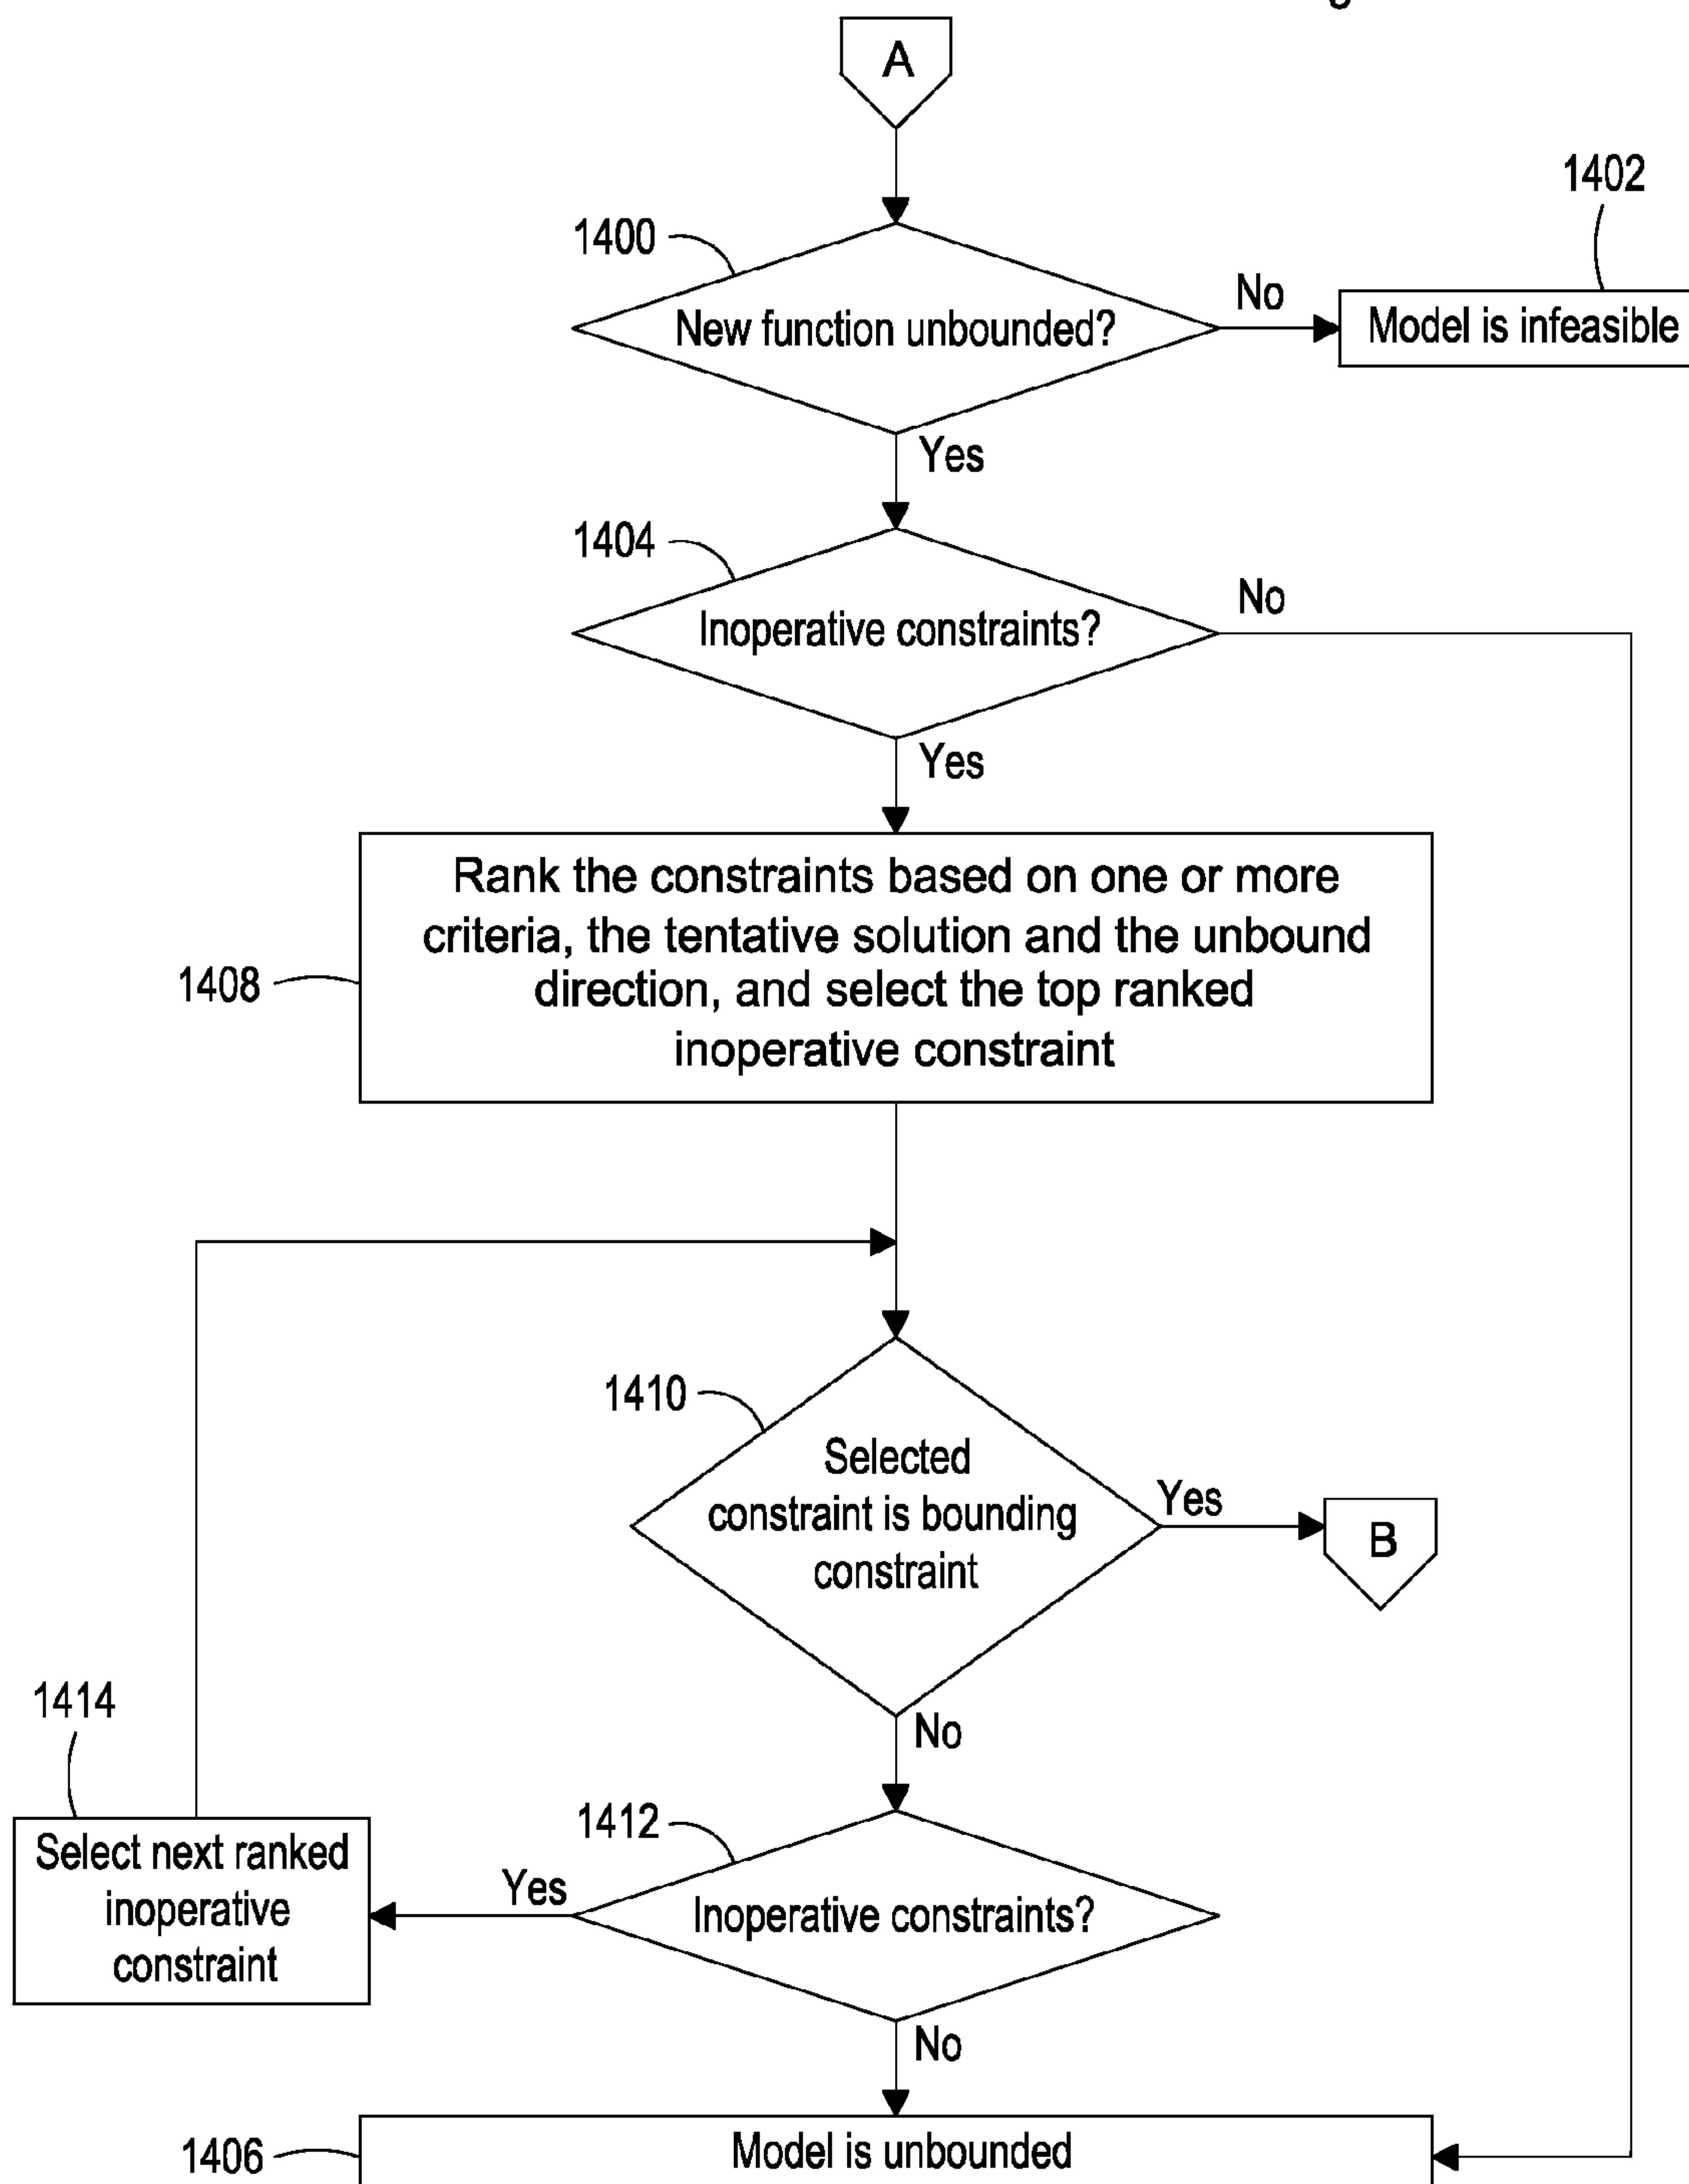 A
1402
1400
No
New function unbounded?
Model is infeasible
Yes
1404
No
Inoperative constraints?
Yes
Rank the constraints based on one or more
criteria, the tentative solution and the unbound
1408
direction, and select the top ranked
inoperative constraint
1410
Selected
Yes
constraint is bounding
B
constraint
1414
No
1412
Select next ranked
Yes
inoperative
Inoperative constraints?
constraint
No
1406
Model is unbounded